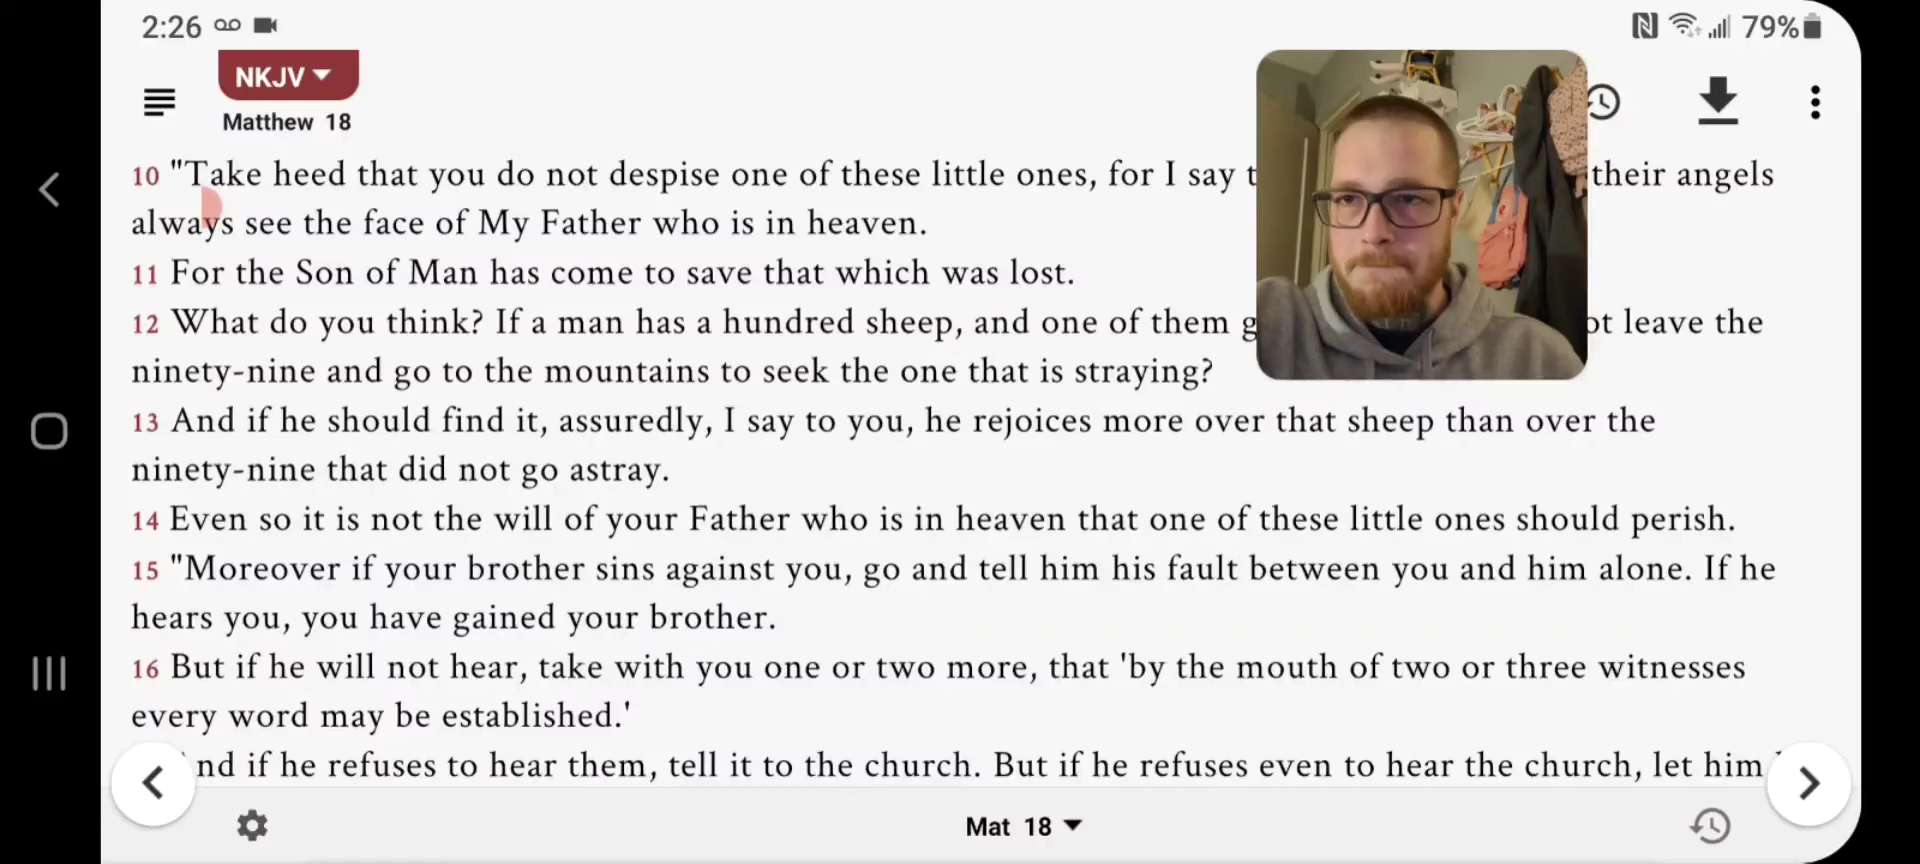 2:26
79%
NKJV
Matthew 18
10 "Take heed that you do not despise one of these little ones, for I say their angels
always see the face of My Father who is in heaven.
11 For the Son of Man has come to save that which was lost.
12 What do you think? If a man has a hundred sheep, and one of them leave the
ninety-nine and go to the mountains to seek the one that is straying?
13 And if he should find it, assuredly, I say to you, he rejoices more over that sheep than over the
ninety-nine that did not go astray.
14 Even so it is not the will of your Father who is in heaven that one of these little ones should perish.
15 "Moreover if your brother sins against you, go and tell him his fault between you and him alone. If he
hears you, you have gained your brother.
16 But if he will not hear, take with you one or two more, that 'by the mouth of two or three witnesses
every word may be established.'
nd if he refuses to hear them, tell it to the church. But if he refuses even to hear the church, let him
Mat 18